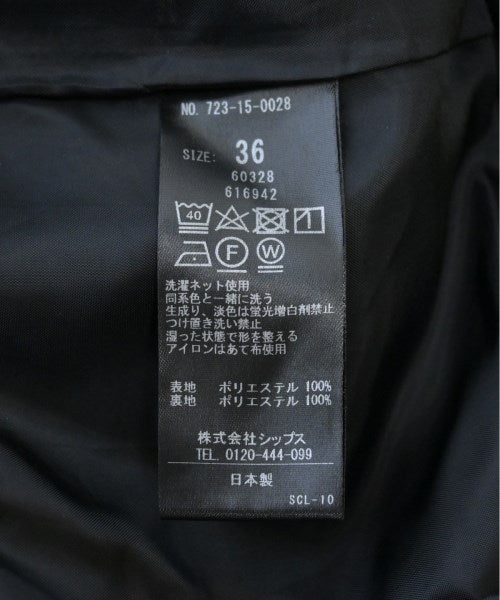 NO. 723-15-0028
SIZE: 36
60328
616942
40
F W
洗濯ネット使用
同系色と一緒に洗う
生成り、淡色は蛍光増白剤禁止
つけ置き洗い禁止
湿った状態で形を整える
アイロンはあて布使用
表地 ポリエステル 100%
裏地 ポリエステル 100%
株式会社シップス
TEL. 0120-444-099
日本製
SCL-10